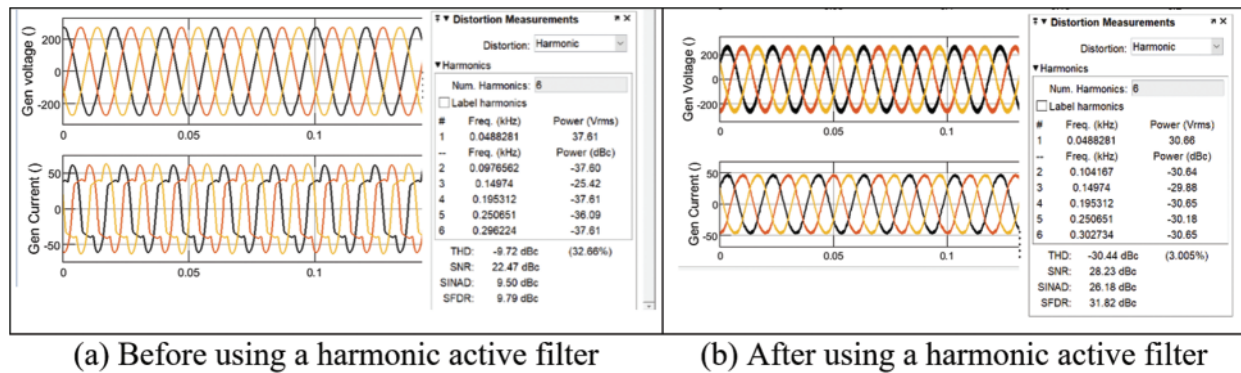 Gen voltage ()
200
0
-200
0
0.05
0.1
Gen Current ()
50
0
-50
0
0.05
0.1
Distortion Measurements
Distortion: Harmonic
Harmonics
Num. Harmonics: 6
Label harmonics
# Freq. (kHz) Power (Vrms)
1 0.0488281 37.61
-- Freq. (kHz) Power (dBc)
2 0.0976562 -37.60
3 0.14974 -25.42
4 0.195312 -37.61
5 0.250651 -36.09
6 0.296224 -37.61
THD: -9.72 dBc (32.66%)
SNR: 22.47 dBc
SINAD: 9.50 dBc
SFDR: 9.79 dBc
(a) Before using a harmonic active filter
Gen Voltage ()
200
0
-200
0
0.05
0.1
Gen Current ()
50
0
-50
0
0.05
0.1
Distortion Measurements
Distortion: Harmonic
Harmonics
Num. Harmonics: 6
Label harmonics
# Freq. (kHz) Power (Vrms)
1 0.0488281 30.66
-- Freq. (kHz) Power (dBc)
2 0.104167 -30.64
3 0.14974 -29.88
4 0.195312 -30.65
5 0.250651 -30.18
6 0.302734 -30.65
THD: -30.44 dBc (3.005%)
SNR: 28.23 dBc
SINAD: 26.18 dBc
SFDR: 31.82 dBc
(b) After using a harmonic active filter